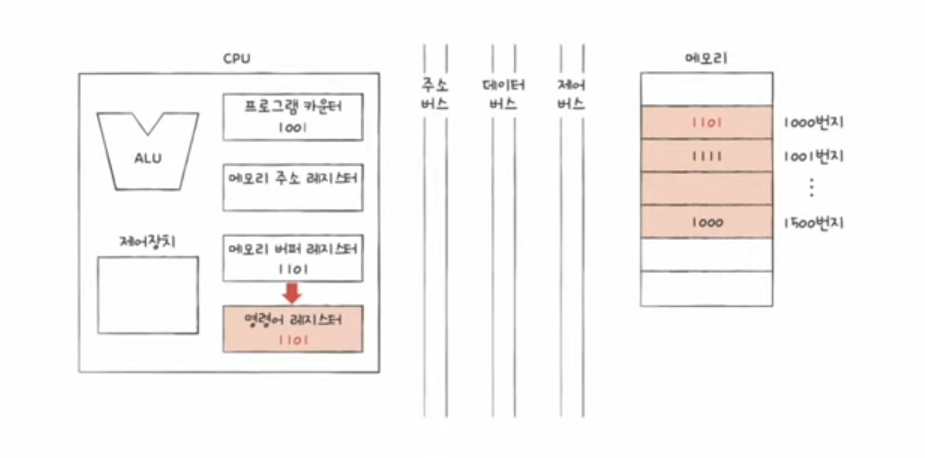 CPU
프로그램 카운터
1001
ALU
메모리 주소 레지스터
제어장치
메모리 버퍼 레지스터
1101
명령어 레지스터
1101
주소
버스
데이터
버스
제어
버스
메모리
1101 1000번지
1111 1001번지
⋮
1000 1500번지